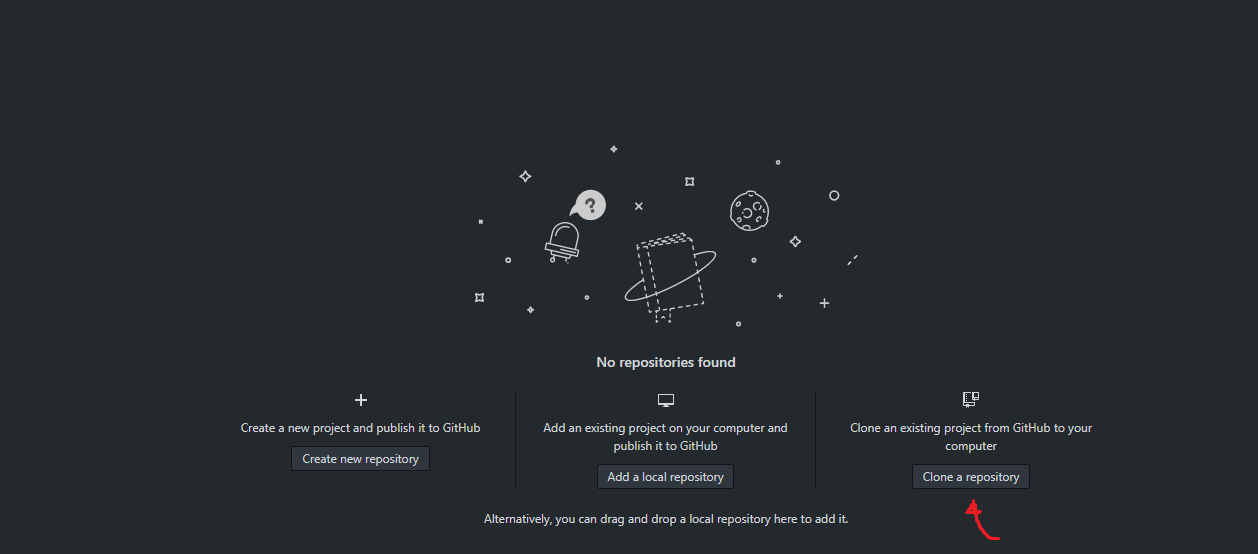 ?
No repositories found
Create a new project and publish it to GitHub
Create new repository
Add an existing project on your computer and
publish it to GitHub
Add a local repository
Clone an existing project from GitHub to your
computer
Clone a repository
Alternatively, you can drag and drop a local repository here to add it.